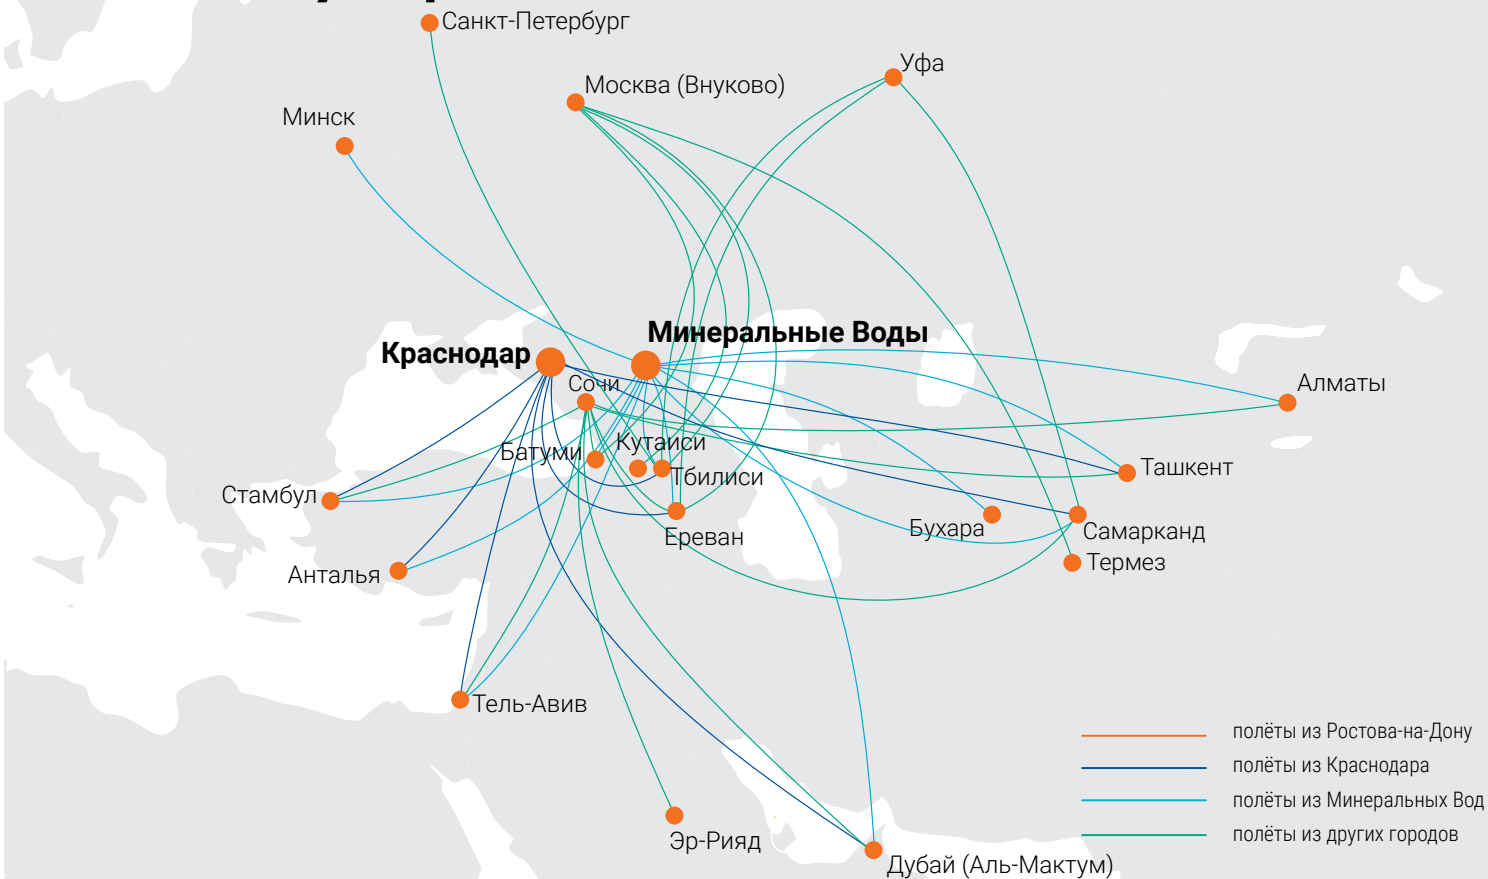 Санкт-Петербург
Уфа
Москва (Внуково)
Минск
Минеральные Воды
Краснодар
Сочи
Алматы
Кутаиси
Батуми
Тбилиси
Ташкент
Стамбул
Бухара
Самарканд
Ереван
Термез
Анталья
Тель-Авив
полёты из Ростова-на-Дону
полёты из Краснодара
полёты из Минеральных Вод
полёты из других городов
Эр-Рияд
Дубай (Аль-Мактум)